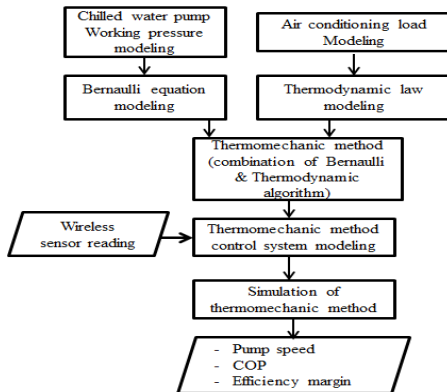 Chilled water pump
Working pressure
modeling
Air conditioning load
Modeling
Bernaulli equation
modeling
Thermodynamic law
modeling
Thermomechanic method
(combination of Bernaulli
& Thermodynamic
algorithm)
Wireless
sensor reading
Thermomechanic method
control system modeling
Simulation of
thermomechanic method
- Pump speed
- COP
- Efficiency margin